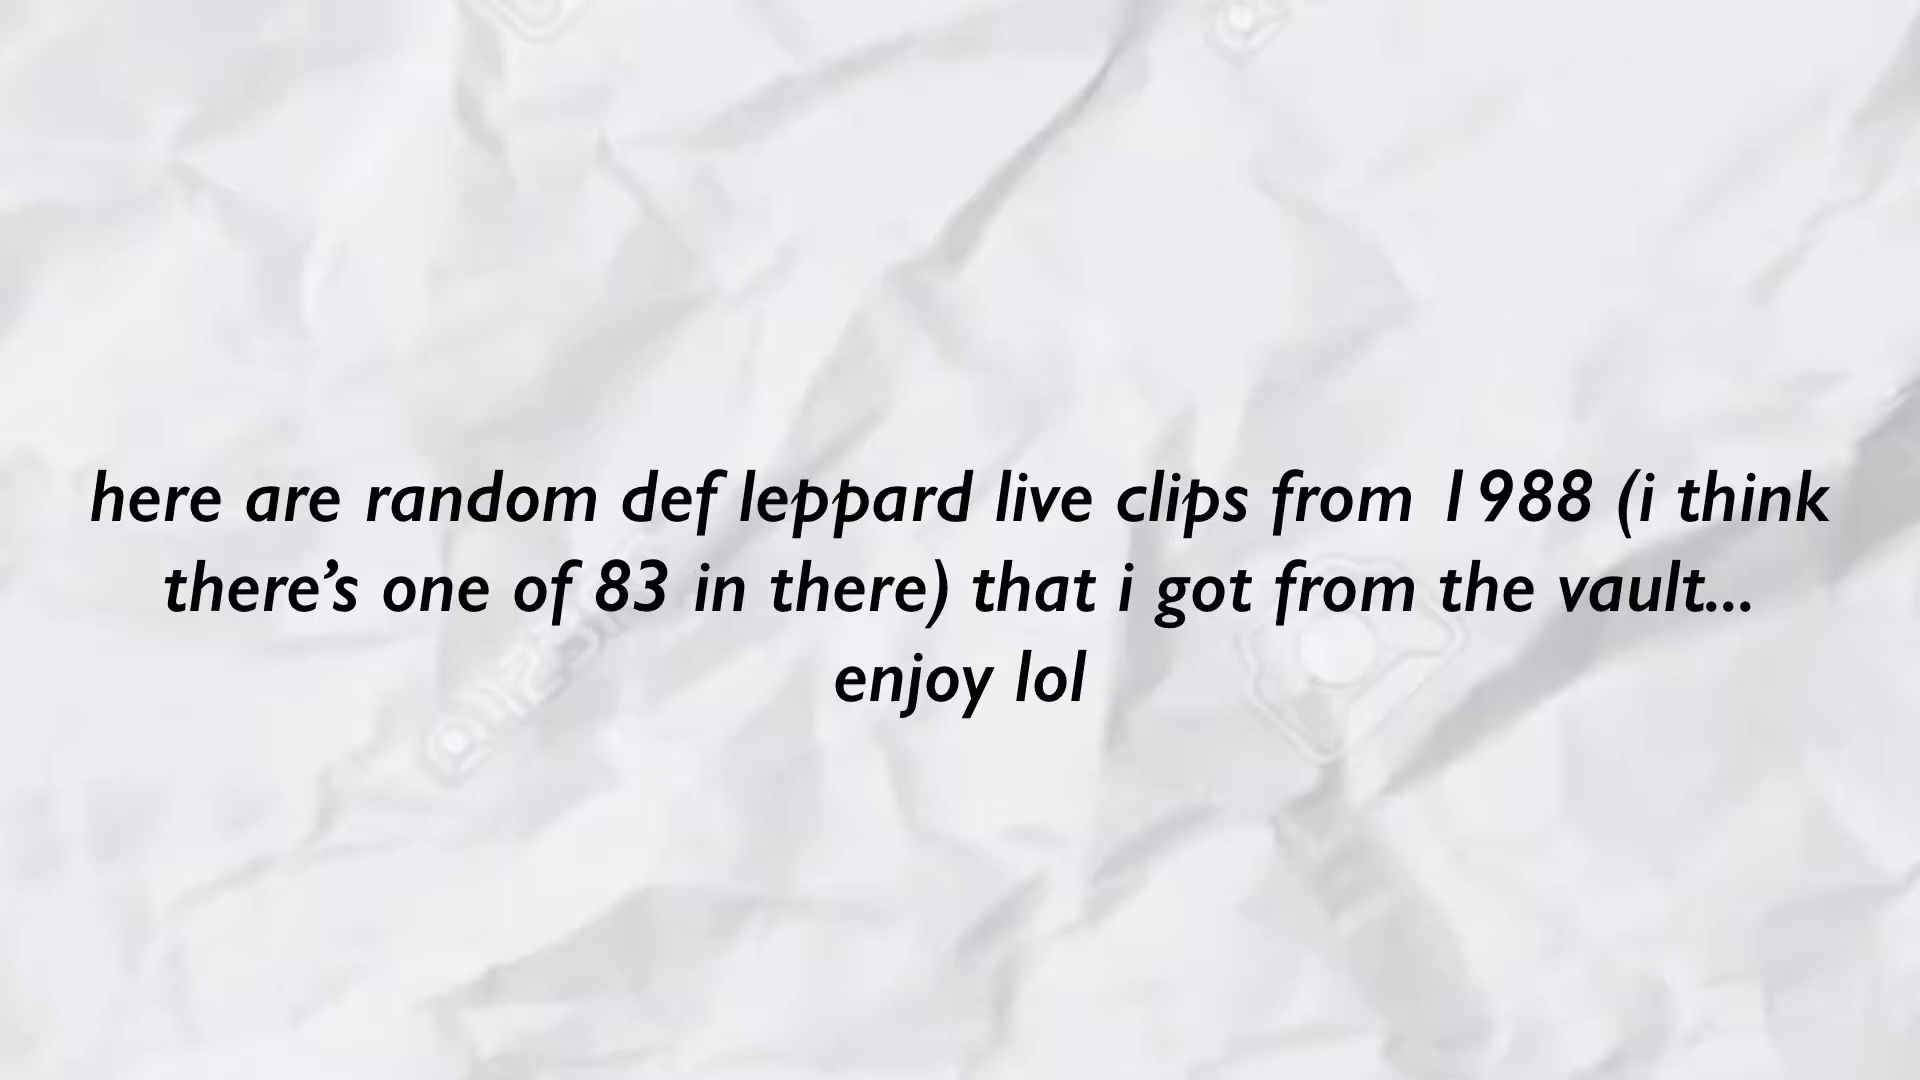 here are random def leppard live clips from 1988 (i think
there’s one of 83 in there) that i got from the vault...
enjoy lol